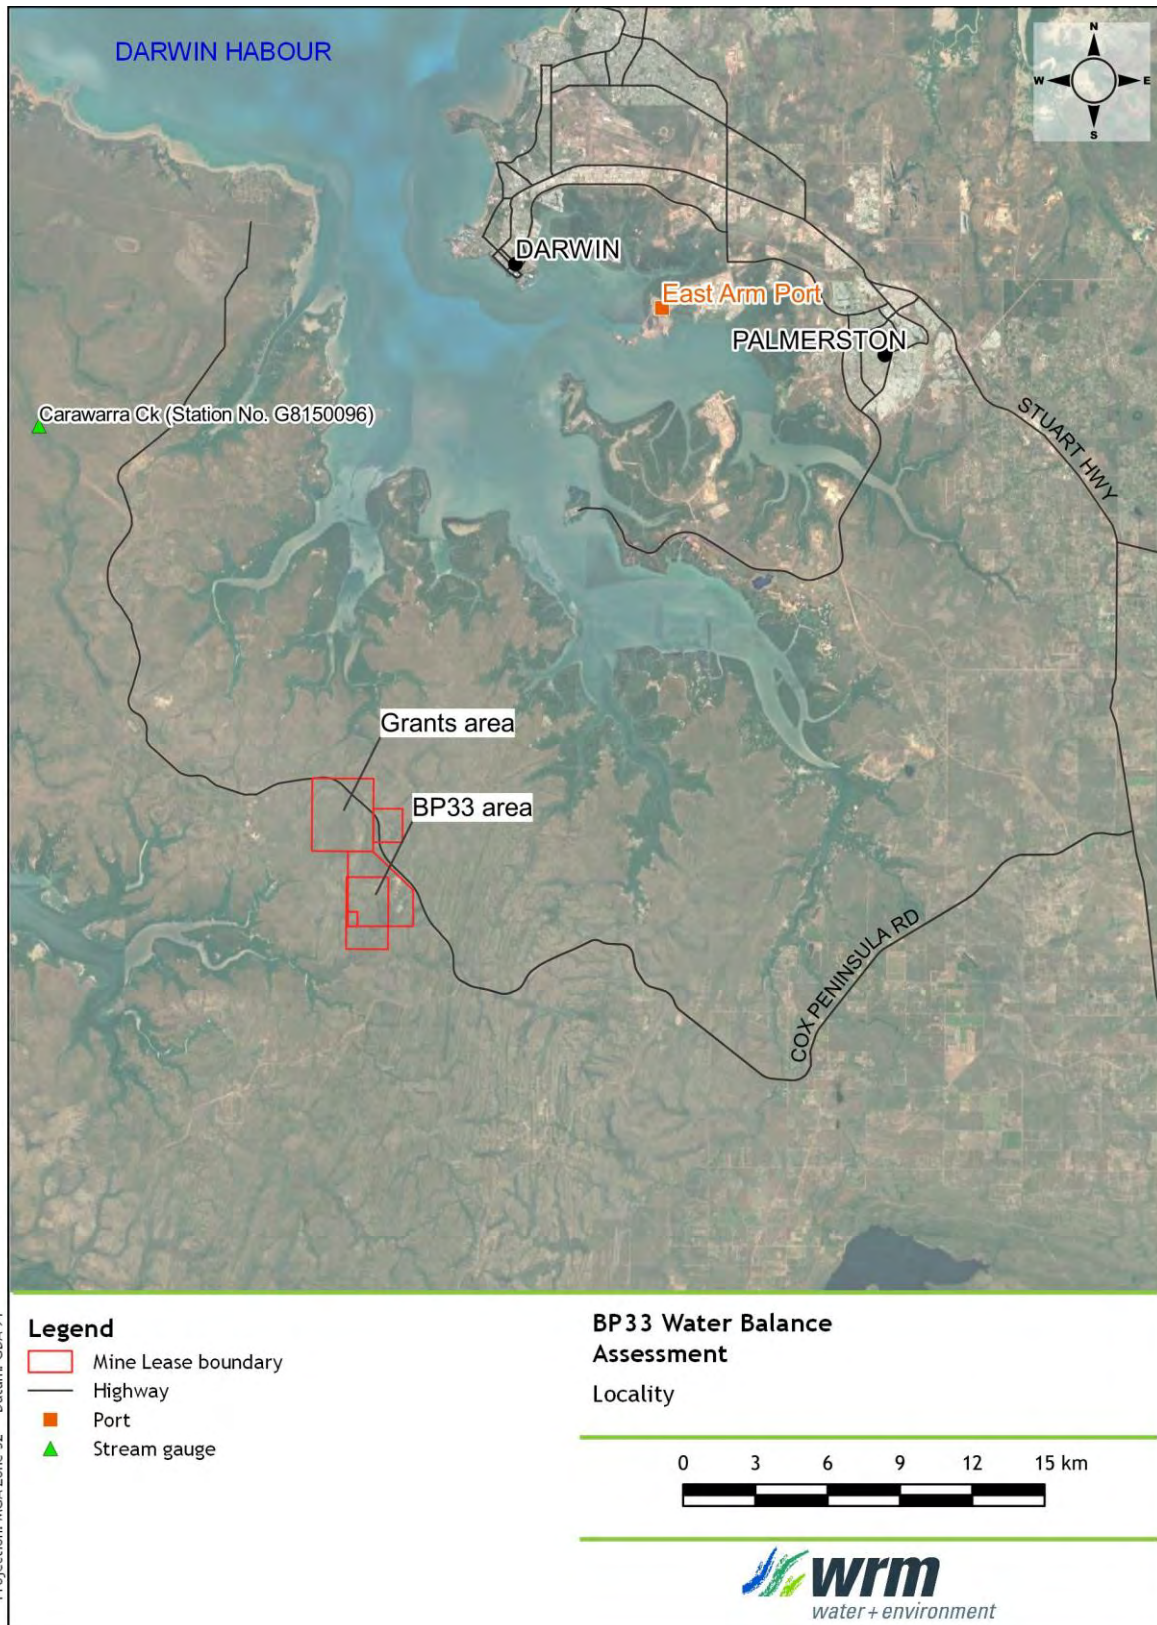 DARWIN HABOUR
N
W
E
S
DARWIN
East Arm Port
PALMERSTON
Carawarra Ck (Station No. G8150096)
STUART HWY
Grants area
BP33 area
COX PENINSULA RD
Legend
Mine Lease boundary
Highway
Port
Stream gauge
BP33 Water Balance
Assessment
Locality
0 3 6 9 12 15 km
wrm
water + environment